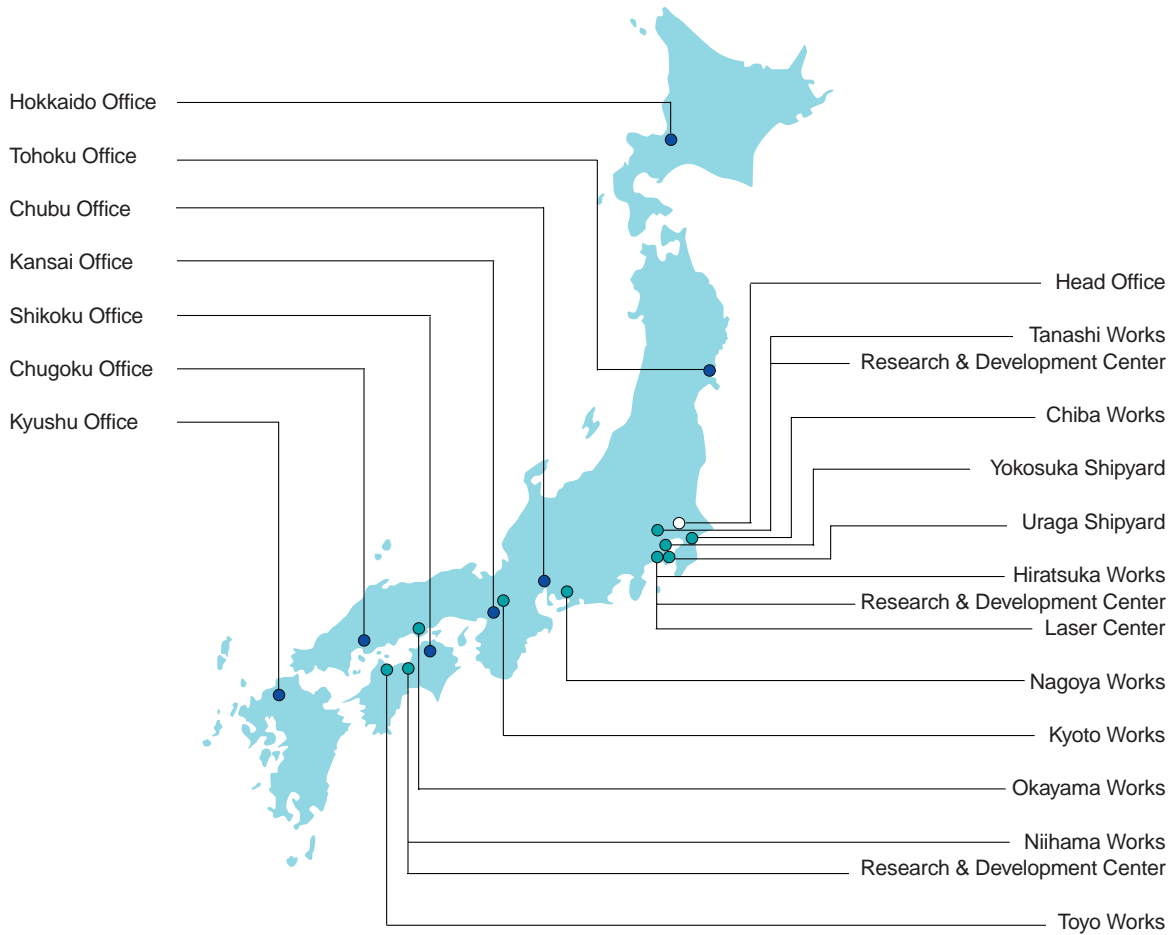 Hokkaido Office
Tohoku Office
Chubu Office
Kansai Office
Shikoku Office
Chugoku Office
Kyushu Office
Head Office
Tanashi Works
Research & Development Center
Chiba Works
Yokosuka Shipyard
Uraga Shipyard
Hiratsuka Works
Research & Development Center
Laser Center
Nagoya Works
Kyoto Works
Okayama Works
Niihama Works
Research & Development Center
Toyo Works